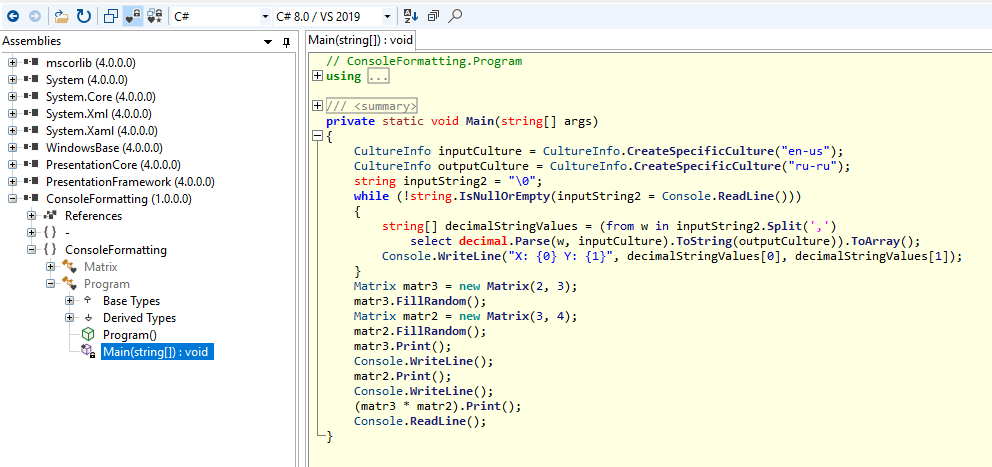 C#
C# 8.0 / VS 2019
Assemblies
mscorlib (4.0.0.0)
System (4.0.0.0)
System.Core (4.0.0.0)
System.Xml (4.0.0.0)
System.Xaml (4.0.0.0)
WindowsBase (4.0.0.0)
PresentationCore (4.0.0.0)
PresentationFramework (4.0.0.0)
ConsoleFormatting (1.0.0.0)
References
{ } -
{ } ConsoleFormatting
Matrix
Program
Base Types
Derived Types
Program()
Main(string[]) : void
Main(string[]) : void
// ConsoleFormatting.Program
using ...
/// <summary>
private static void Main(string[] args)
{
CultureInfo inputCulture = CultureInfo.CreateSpecificCulture("en-us");
CultureInfo outputCulture = CultureInfo.CreateSpecificCulture("ru-ru");
string inputString2 = "\0";
while (!string.IsNullOrEmpty(inputString2 = Console.ReadLine()))
{
string[] decimalStringValues = (from w in inputString2.Split(',')
select decimal.Parse(w, inputCulture).ToString(outputCulture)).ToArray();
Console.WriteLine("X: {0} Y: {1}", decimalStringValues[0], decimalStringValues[1]);
}
Matrix matr3 = new Matrix(2, 3);
matr3.FillRandom();
Matrix matr2 = new Matrix(3, 4);
matr2.FillRandom();
matr3.Print();
Console.WriteLine();
matr2.Print();
Console.WriteLine();
(matr3 * matr2).Print();
Console.ReadLine();
}